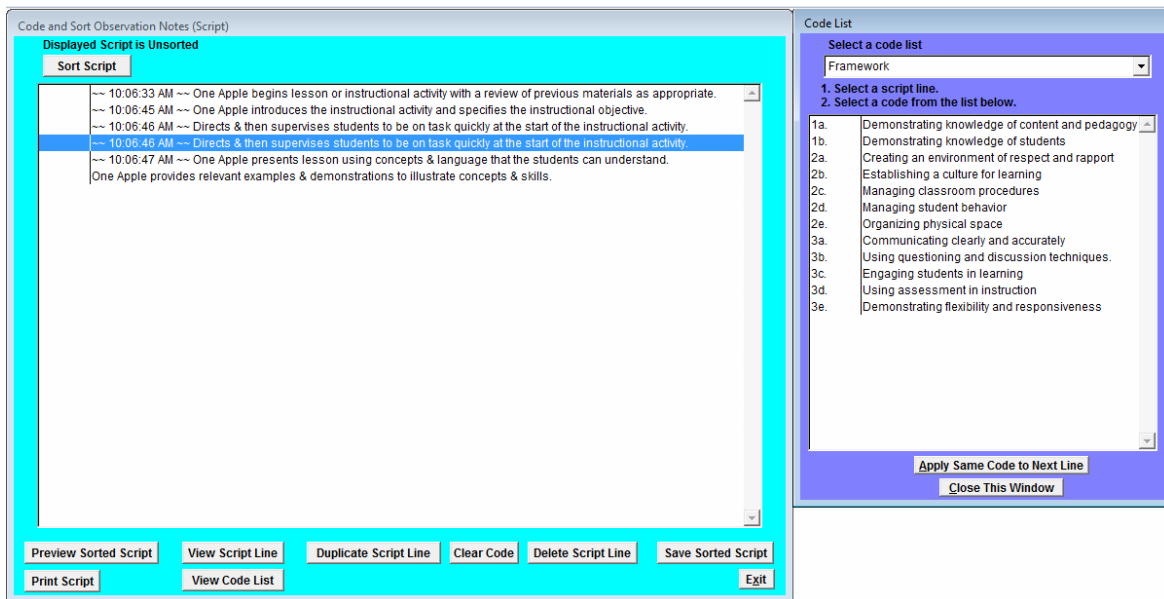 Code and Sort Observation Notes (Script)
Displayed Script is Unsorted
Sort Script
~~ 10:06:33 AM ~~ One Apple begins lesson or instructional activity with a review of previous materials as appropriate.
~~ 10:06:45 AM ~~ One Apple introduces the instructional activity and specifies the instructional objective.
~~ 10:06:46 AM ~~ Directs & then supervises students to be on task quickly at the start of the instructional activity.
~~ 10:06:46 AM ~~ Directs & then supervises students to be on task quickly at the start of the instructional activity.
~~ 10:06:47 AM ~~ One Apple presents lesson using concepts & language that the students can understand.
One Apple provides relevant examples & demonstrations to illustrate concepts & skills.
Preview Sorted Script
View Script Line
Duplicate Script Line
Clear Code
Delete Script Line
Save Sorted Script
Print Script
View Code List
Exit
Code List
Select a code list
Framework
1. Select a script line.
2. Select a code from the list below.
1a. Demonstrating knowledge of content and pedagogy
1b. Demonstrating knowledge of students
2a. Creating an environment of respect and rapport
2b. Establishing a culture for learning
2c. Managing classroom procedures
2d. Managing student behavior
2e. Organizing physical space
3a. Communicating clearly and accurately
3b. Using questioning and discussion techniques.
3c. Engaging students in learning
3d. Using assessment in instruction
3e. Demonstrating flexibility and responsiveness
Apply Same Code to Next Line
Close This Window